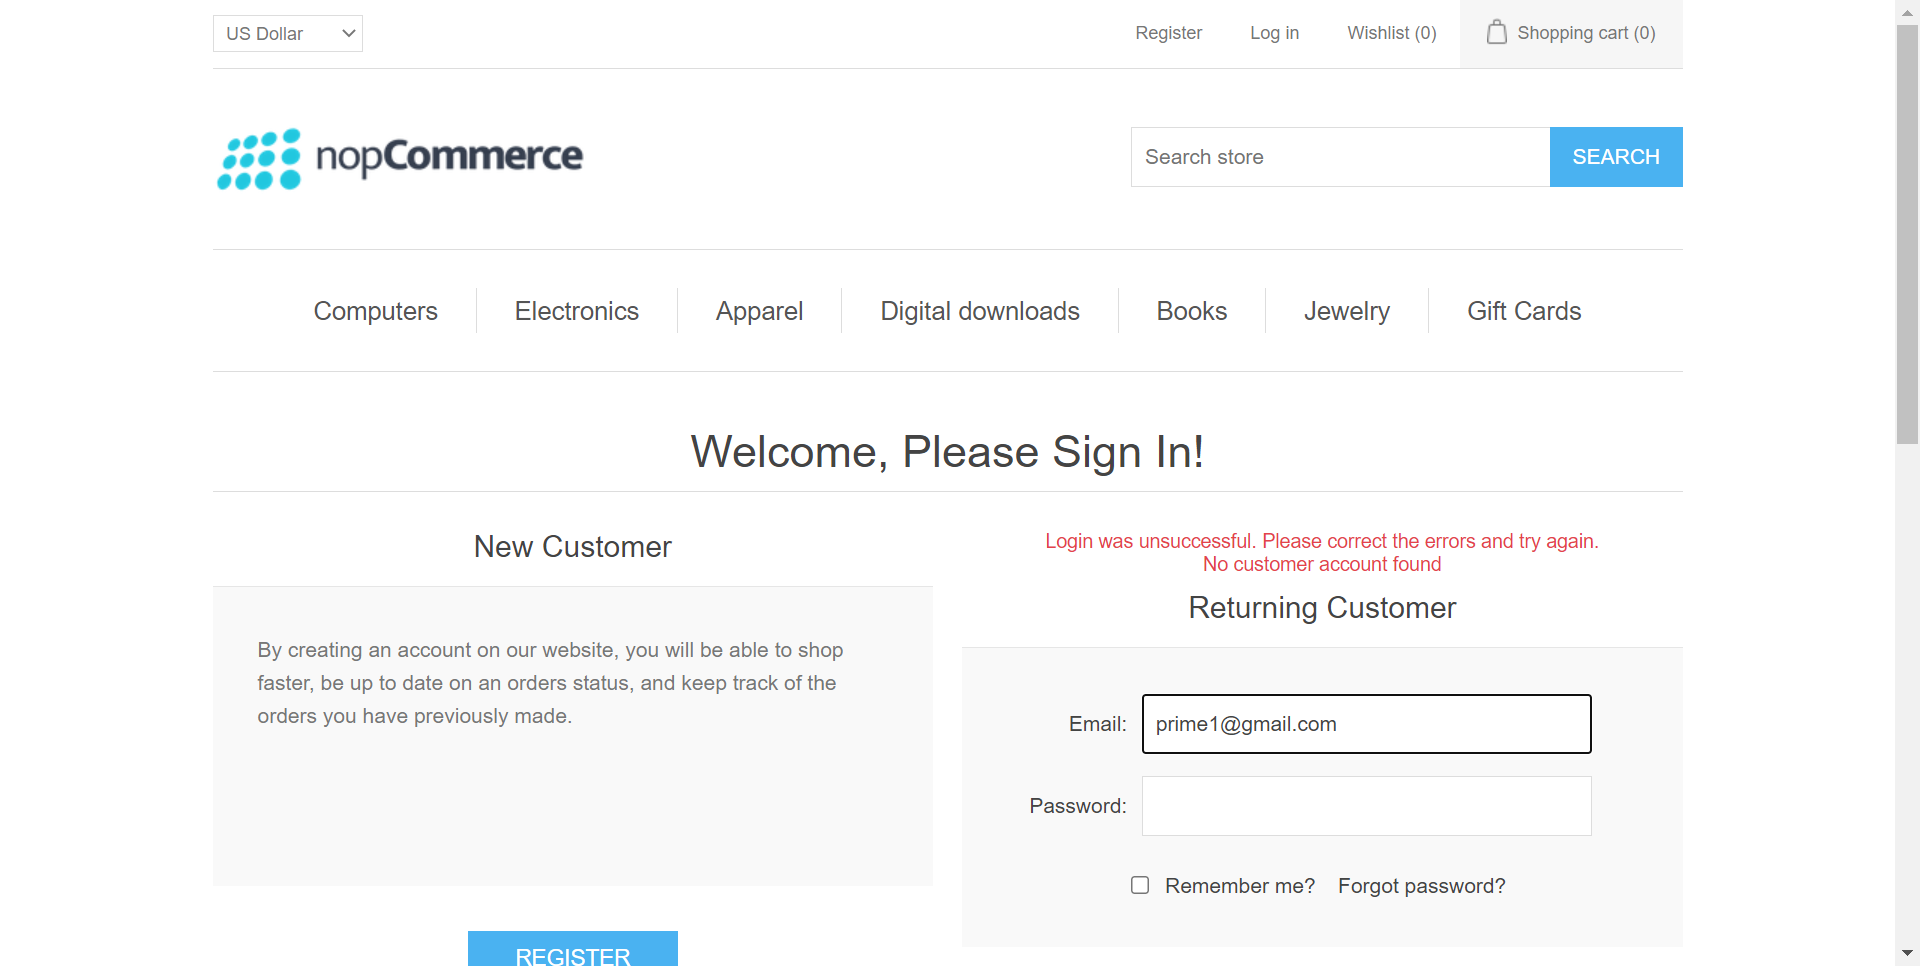 US Dollar
Register
Log in
Wishlist (0)
Shopping cart (0)
nopCommerce
Search store
SEARCH
Computers
Electronics
Apparel
Digital downloads
Books
Jewelry
Gift Cards
Welcome, Please Sign In!
New Customer
By creating an account on our website, you will be able to shop
faster, be up to date on an orders status, and keep track of the
orders you have previously made.
REGISTER
Login was unsuccessful. Please correct the errors and try again.
No customer account found
Returning Customer
Email:
prime1@gmail.com
Password:
Remember me?
Forgot password?